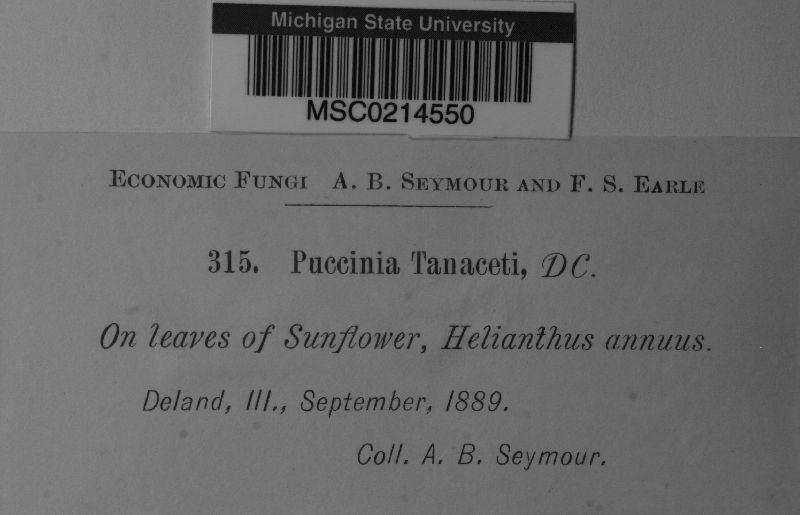 Michigan State University
MSC0214550
Economic Fungi A. B. Seymour and F. S. Earle
315. Puccinia Tanaceti, DC.
On leaves of Sunflower, Helianthus annuus.
Deland, Ill., September, 1889.
Coll. A. B. Seymour.